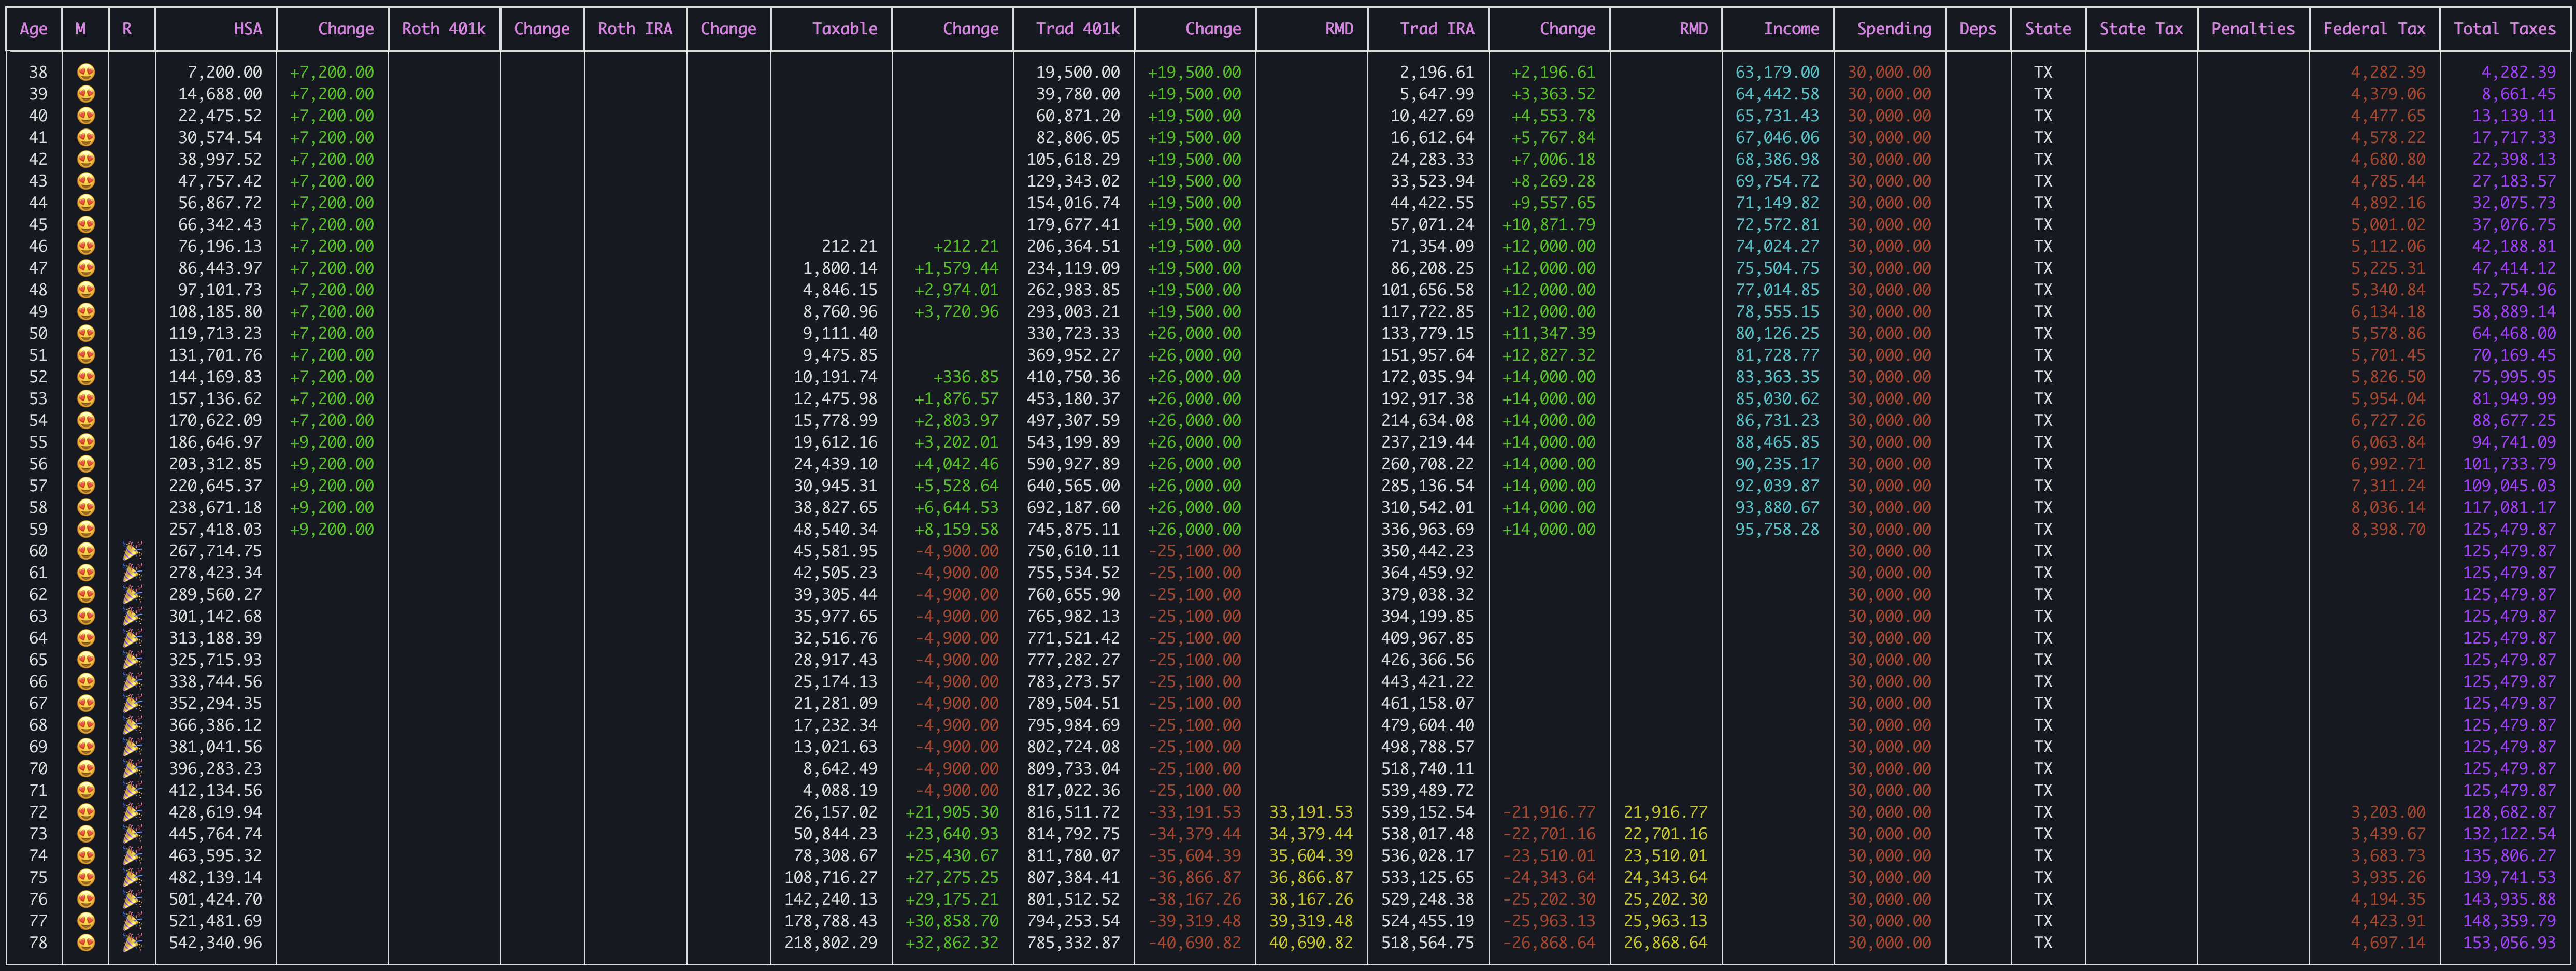 Age M R HSA Change Roth 401k Change Roth IRA Change Taxable Change Trad 401k Change RMD Trad IRA Change RMD Income Spending Deps State State Tax Penalties Federal Tax Total Taxes
38 😍 7,200.00 +7,200.00 19,500.00 +19,500.00 2,196.61 +2,196.61 63,179.00 30,000.00 TX 4,282.39 4,282.39
39 😍 14,688.00 +7,200.00 39,780.00 +19,500.00 5,647.99 +3,363.52 64,442.58 30,000.00 TX 4,379.06 8,661.45
40 😍 22,475.52 +7,200.00 60,871.20 +19,500.00 10,427.69 +4,553.78 65,731.43 30,000.00 TX 4,477.65 13,139.11
41 😍 30,574.54 +7,200.00 82,806.05 +19,500.00 16,612.64 +5,767.84 67,046.06 30,000.00 TX 4,578.22 17,717.33
42 😍 38,997.52 +7,200.00 105,618.29 +19,500.00 24,283.33 +7,006.18 68,386.98 30,000.00 TX 4,680.80 22,398.13
43 😍 47,757.42 +7,200.00 129,343.02 +19,500.00 33,523.94 +8,269.28 69,754.72 30,000.00 TX 4,785.44 27,183.57
44 😍 56,867.72 +7,200.00 154,016.74 +19,500.00 44,422.55 +9,557.65 71,149.82 30,000.00 TX 4,892.16 32,075.73
45 😍 66,342.43 +7,200.00 179,677.41 +19,500.00 57,071.24 +10,871.79 72,572.81 30,000.00 TX 5,001.02 37,076.75
46 😍 76,196.13 +7,200.00 212.21 +212.21 206,364.51 +19,500.00 71,354.09 +12,000.00 74,024.27 30,000.00 TX 5,112.06 42,188.81
47 😍 86,443.97 +7,200.00 1,800.14 +1,579.44 234,119.09 +19,500.00 86,208.25 +12,000.00 75,504.75 30,000.00 TX 5,225.31 47,414.12
48 😍 97,101.73 +7,200.00 4,846.15 +2,974.01 262,983.85 +19,500.00 101,656.58 +12,000.00 77,014.85 30,000.00 TX 5,340.84 52,754.96
49 😍 108,185.80 +7,200.00 8,760.96 +3,720.96 293,003.21 +19,500.00 117,722.85 +12,000.00 78,555.15 30,000.00 TX 6,134.18 58,889.14
50 😍 119,713.23 +7,200.00 9,111.40 330,723.33 +26,000.00 133,779.15 +11,347.39 80,126.25 30,000.00 TX 5,578.86 64,468.00
51 😍 131,701.76 +7,200.00 9,475.85 369,952.27 +26,000.00 151,957.64 +12,827.32 81,728.77 30,000.00 TX 5,701.45 70,169.45
52 😍 144,169.83 +7,200.00 10,191.74 +336.85 410,750.36 +26,000.00 172,035.94 +14,000.00 83,363.35 30,000.00 TX 5,826.50 75,995.95
53 😍 157,136.62 +7,200.00 12,475.98 +1,876.57 453,180.37 +26,000.00 192,917.38 +14,000.00 85,030.62 30,000.00 TX 5,954.04 81,949.99
54 😍 170,622.09 +7,200.00 15,778.99 +2,803.97 497,307.59 +26,000.00 214,634.08 +14,000.00 86,731.23 30,000.00 TX 6,727.26 88,677.25
55 😍 186,646.97 +9,200.00 19,612.16 +3,202.01 543,199.89 +26,000.00 237,219.44 +14,000.00 88,465.85 30,000.00 TX 6,063.84 94,741.09
56 😍 203,312.85 +9,200.00 24,439.10 +4,042.46 590,927.89 +26,000.00 260,708.22 +14,000.00 90,235.17 30,000.00 TX 6,992.71 101,733.79
57 😍 220,645.37 +9,200.00 30,945.31 +5,528.64 640,565.00 +26,000.00 285,136.54 +14,000.00 92,039.87 30,000.00 TX 7,311.24 109,045.03
58 😍 238,671.18 +9,200.00 38,827.65 +6,644.53 692,187.60 +26,000.00 310,542.01 +14,000.00 93,880.67 30,000.00 TX 8,036.14 117,081.17
59 😍 257,418.03 +9,200.00 48,540.34 +8,159.58 745,875.11 +26,000.00 336,963.69 +14,000.00 95,758.28 30,000.00 TX 8,398.70 125,479.87
60 😍 🎉 267,714.75 45,581.95 -4,900.00 750,610.11 -25,100.00 350,442.23 30,000.00 TX 125,479.87
61 😍 🎉 278,423.34 42,505.23 -4,900.00 755,534.52 -25,100.00 364,459.92 30,000.00 TX 125,479.87
62 😍 🎉 289,560.27 39,305.44 -4,900.00 760,655.90 -25,100.00 379,038.32 30,000.00 TX 125,479.87
63 😍 🎉 301,142.68 35,977.65 -4,900.00 765,982.13 -25,100.00 394,199.85 30,000.00 TX 125,479.87
64 😍 🎉 313,188.39 32,516.76 -4,900.00 771,521.42 -25,100.00 409,967.85 30,000.00 TX 125,479.87
65 😍 🎉 325,715.93 28,917.43 -4,900.00 777,282.27 -25,100.00 426,366.56 30,000.00 TX 125,479.87
66 😍 🎉 338,744.56 25,174.13 -4,900.00 783,273.57 -25,100.00 443,421.22 30,000.00 TX 125,479.87
67 😍 🎉 352,294.35 21,281.09 -4,900.00 789,504.51 -25,100.00 461,158.07 30,000.00 TX 125,479.87
68 😍 🎉 366,386.12 17,232.34 -4,900.00 795,984.69 -25,100.00 479,604.40 30,000.00 TX 125,479.87
69 😍 🎉 381,041.56 13,021.63 -4,900.00 802,724.08 -25,100.00 498,788.57 30,000.00 TX 125,479.87
70 😍 🎉 396,283.23 8,642.49 -4,900.00 809,733.04 -25,100.00 518,740.11 30,000.00 TX 125,479.87
71 😍 🎉 412,134.56 4,088.19 -4,900.00 817,022.36 -25,100.00 539,489.72 30,000.00 TX 125,479.87
72 😍 🎉 428,619.94 26,157.02 +21,905.30 816,511.72 -33,191.53 33,191.53 539,152.54 -21,916.77 21,916.77 30,000.00 TX 3,203.00 128,682.87
73 😍 🎉 445,764.74 50,844.23 +23,640.93 814,792.75 -34,379.44 34,379.44 538,017.48 -22,701.16 22,701.16 30,000.00 TX 3,439.67 132,122.54
74 😍 🎉 463,595.32 78,308.67 +25,430.67 811,780.07 -35,604.39 35,604.39 536,028.17 -23,510.01 23,510.01 30,000.00 TX 3,683.73 135,806.27
75 😍 🎉 482,139.14 108,716.27 +27,275.25 807,384.41 -36,866.87 36,866.87 533,125.65 -24,343.64 24,343.64 30,000.00 TX 3,935.26 139,741.53
76 😍 🎉 501,424.70 142,240.13 +29,175.21 801,512.52 -38,167.26 38,167.26 529,248.38 -25,202.30 25,202.30 30,000.00 TX 4,194.35 143,935.88
77 😍 🎉 521,481.69 178,788.43 +30,858.70 794,253.54 -39,319.48 39,319.48 524,455.19 -25,963.13 25,963.13 30,000.00 TX 4,423.91 148,359.79
78 😍 🎉 542,340.96 218,802.29 +32,862.32 785,332.87 -40,690.82 40,690.82 518,564.75 -26,868.64 26,868.64 30,000.00 TX 4,697.14 153,056.93